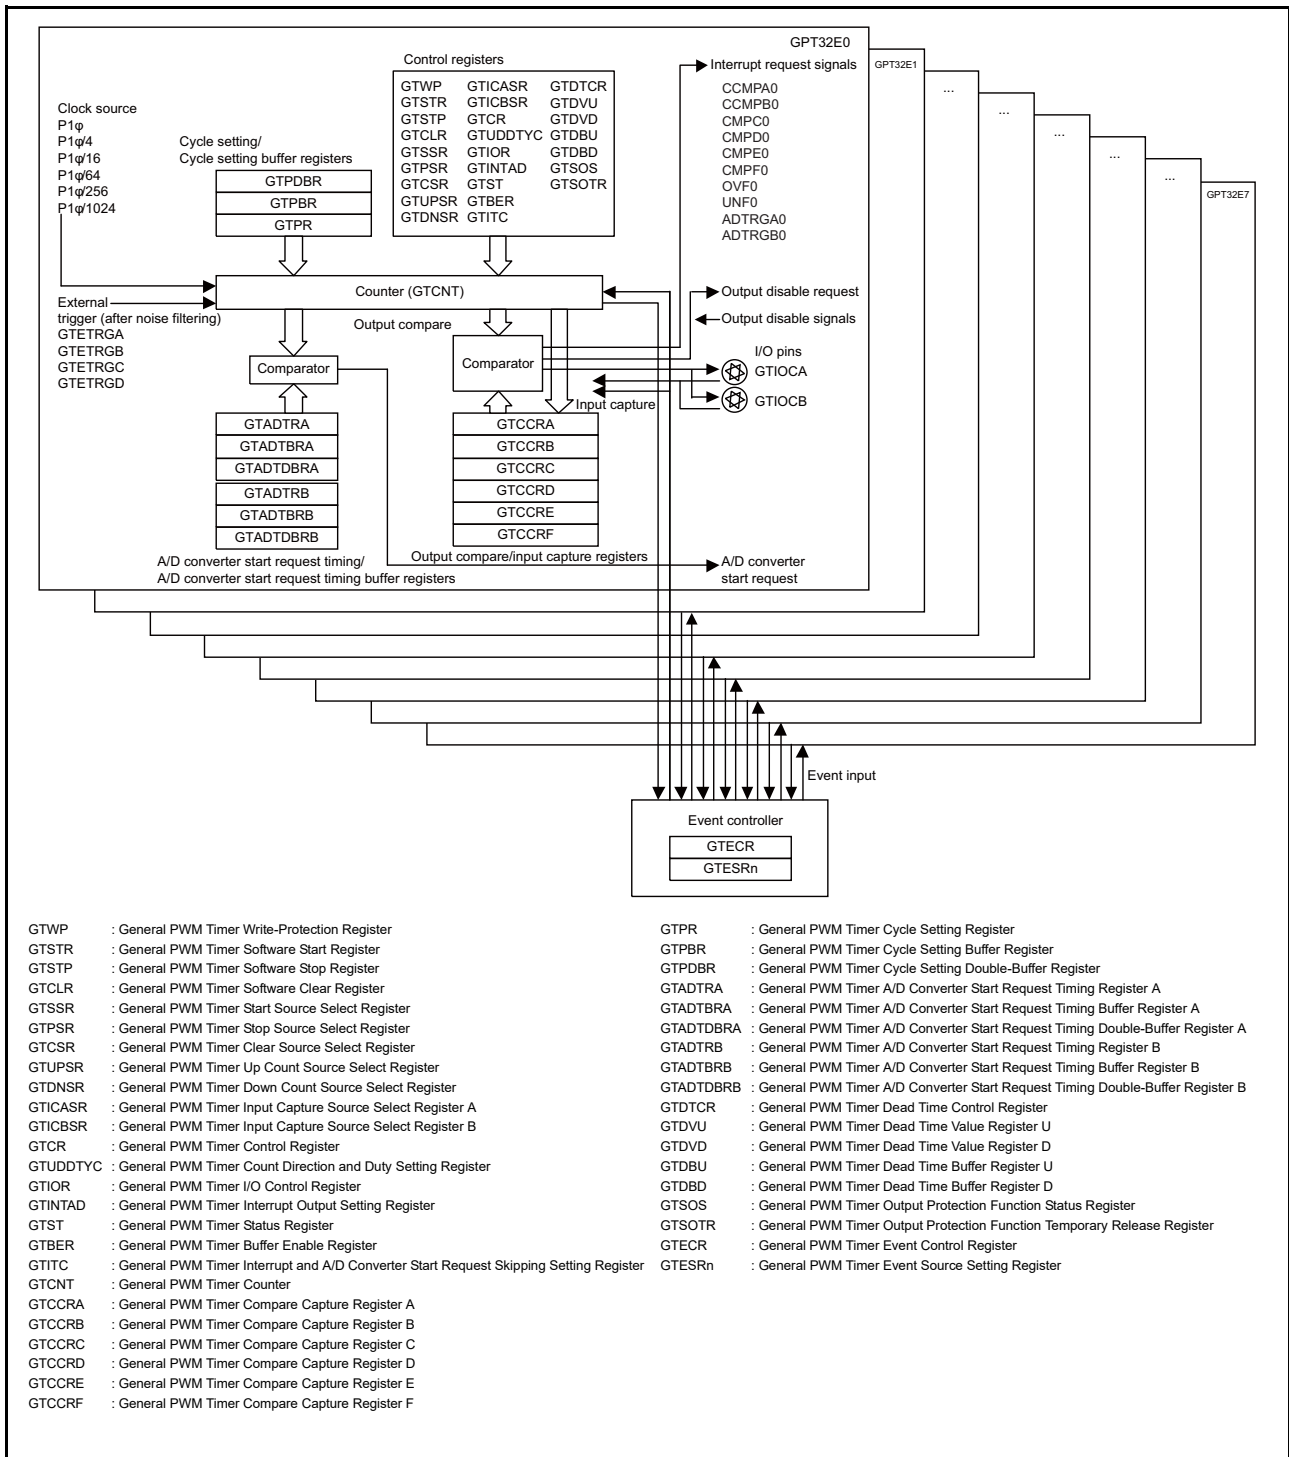 GPT32E0
GPT32E1
...
...
...
...
...
GPT32E7
Clock source
P1φ
P1φ/4
P1φ/16
P1φ/64
P1φ/256
P1φ/1024
Cycle setting/
Cycle setting buffer registers
GTPDBR
GTPBR
GTPR
Control registers
GTWP GTICASR GTDTCR
GTSTR GTICBSR GTDVU
GTSTP GTCR GTDVD
GTCLR GTUDDTYC GTDBU
GTSSR GTIOR GTDBD
GTPSR GTINTAD GTSOS
GTCSR GTST GTSOTR
GTUPSR GTBER
GTDNSR GTITC
Interrupt request signals
CCMPA0
CCMPB0
CMPC0
CMPD0
CMPE0
CMPF0
OVF0
UNF0
ADTRGA0
ADTRGB0
Counter (GTCNT)
External
trigger (after noise filtering)
GTETRGA
GTETRGB
GTETRGC
GTETRGD
Output compare
Comparator
Comparator
Output disable request
Output disable signals
I/O pins
GTIOCA
GTIOCB
Input capture
GTADTRA
GTADTBRA
GTADTDBRA
GTADTRB
GTADTBRB
GTADTDBRB
GTCCRA
GTCCRB
GTCCRC
GTCCRD
GTCCRE
GTCCRF
A/D converter start request timing/
A/D converter start request timing buffer registers
Output compare/input capture registers
A/D converter
start request
Event input
Event controller
GTECR
GTESRn
GTWP : General PWM Timer Write-Protection Register
GTSTR : General PWM Timer Software Start Register
GTSTP : General PWM Timer Software Stop Register
GTCLR : General PWM Timer Software Clear Register
GTSSR : General PWM Timer Start Source Select Register
GTPSR : General PWM Timer Stop Source Select Register
GTCSR : General PWM Timer Clear Source Select Register
GTUPSR : General PWM Timer Up Count Source Select Register
GTDNSR : General PWM Timer Down Count Source Select Register
GTICASR : General PWM Timer Input Capture Source Select Register A
GTICBSR : General PWM Timer Input Capture Source Select Register B
GTCR : General PWM Timer Control Register
GTUDDTYC : General PWM Timer Count Direction and Duty Setting Register
GTIOR : General PWM Timer I/O Control Register
GTINTAD : General PWM Timer Interrupt Output Setting Register
GTST : General PWM Timer Status Register
GTBER : General PWM Timer Buffer Enable Register
GTITC : General PWM Timer Interrupt and A/D Converter Start Request Skipping Setting Register
GTCNT : General PWM Timer Counter
GTCCRA : General PWM Timer Compare Capture Register A
GTCCRB : General PWM Timer Compare Capture Register B
GTCCRC : General PWM Timer Compare Capture Register C
GTCCRD : General PWM Timer Compare Capture Register D
GTCCRE : General PWM Timer Compare Capture Register E
GTCCRF : General PWM Timer Compare Capture Register F
GTPR : General PWM Timer Cycle Setting Register
GTPBR : General PWM Timer Cycle Setting Buffer Register
GTPDBR : General PWM Timer Cycle Setting Double-Buffer Register
GTADTRA : General PWM Timer A/D Converter Start Request Timing Register A
GTADTBRA : General PWM Timer A/D Converter Start Request Timing Buffer Register A
GTADTDBRA : General PWM Timer A/D Converter Start Request Timing Double-Buffer Register A
GTADTRB : General PWM Timer A/D Converter Start Request Timing Register B
GTADTBRB : General PWM Timer A/D Converter Start Request Timing Buffer Register B
GTADTDBRB : General PWM Timer A/D Converter Start Request Timing Double-Buffer Register B
GTDTCR : General PWM Timer Dead Time Control Register
GTDVU : General PWM Timer Dead Time Value Register U
GTDVD : General PWM Timer Dead Time Value Register D
GTDBU : General PWM Timer Dead Time Buffer Register U
GTDBD : General PWM Timer Dead Time Buffer Register D
GTSOS : General PWM Timer Output Protection Function Status Register
GTSOTR : General PWM Timer Output Protection Function Temporary Release Register
GTECR : General PWM Timer Event Control Register
GTESRn : General PWM Timer Event Source Setting Register